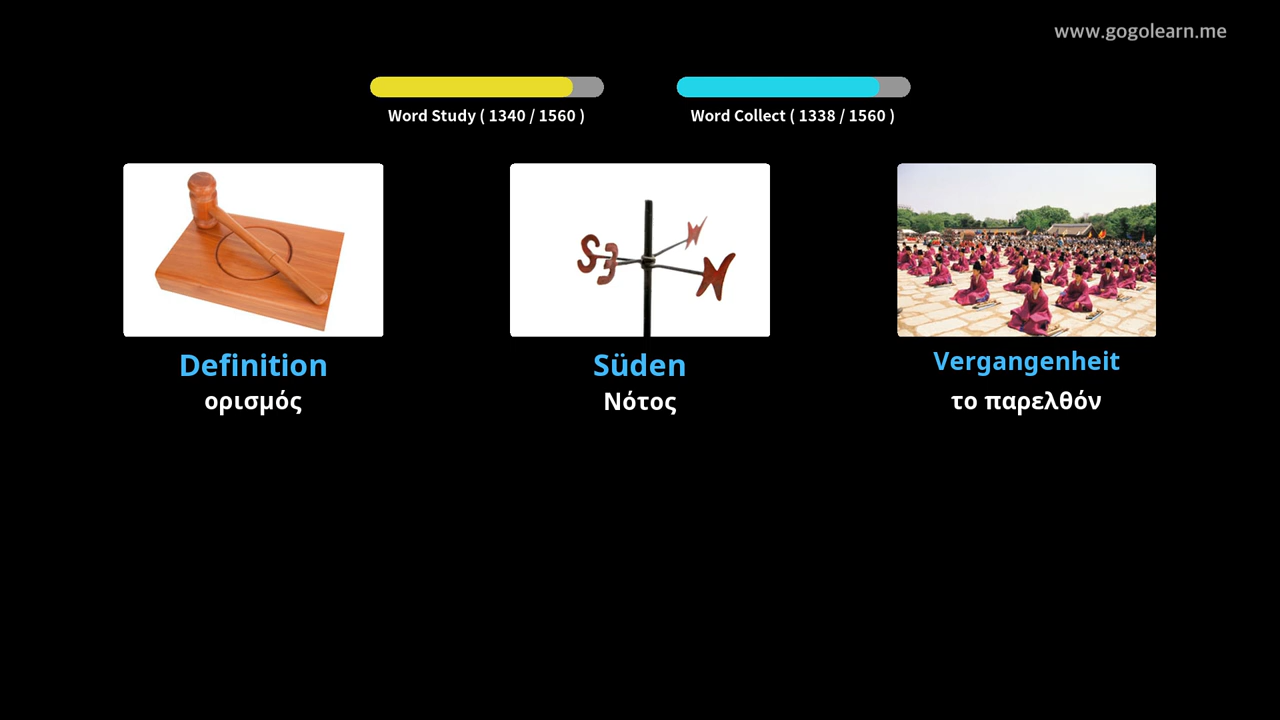 www.gogolearn.me
Word Study ( 1340 / 1560 )
Word Collect ( 1338 / 1560 )
Definition
ορισμός
Süden
Νότος
Vergangenheit
το παρελθόν